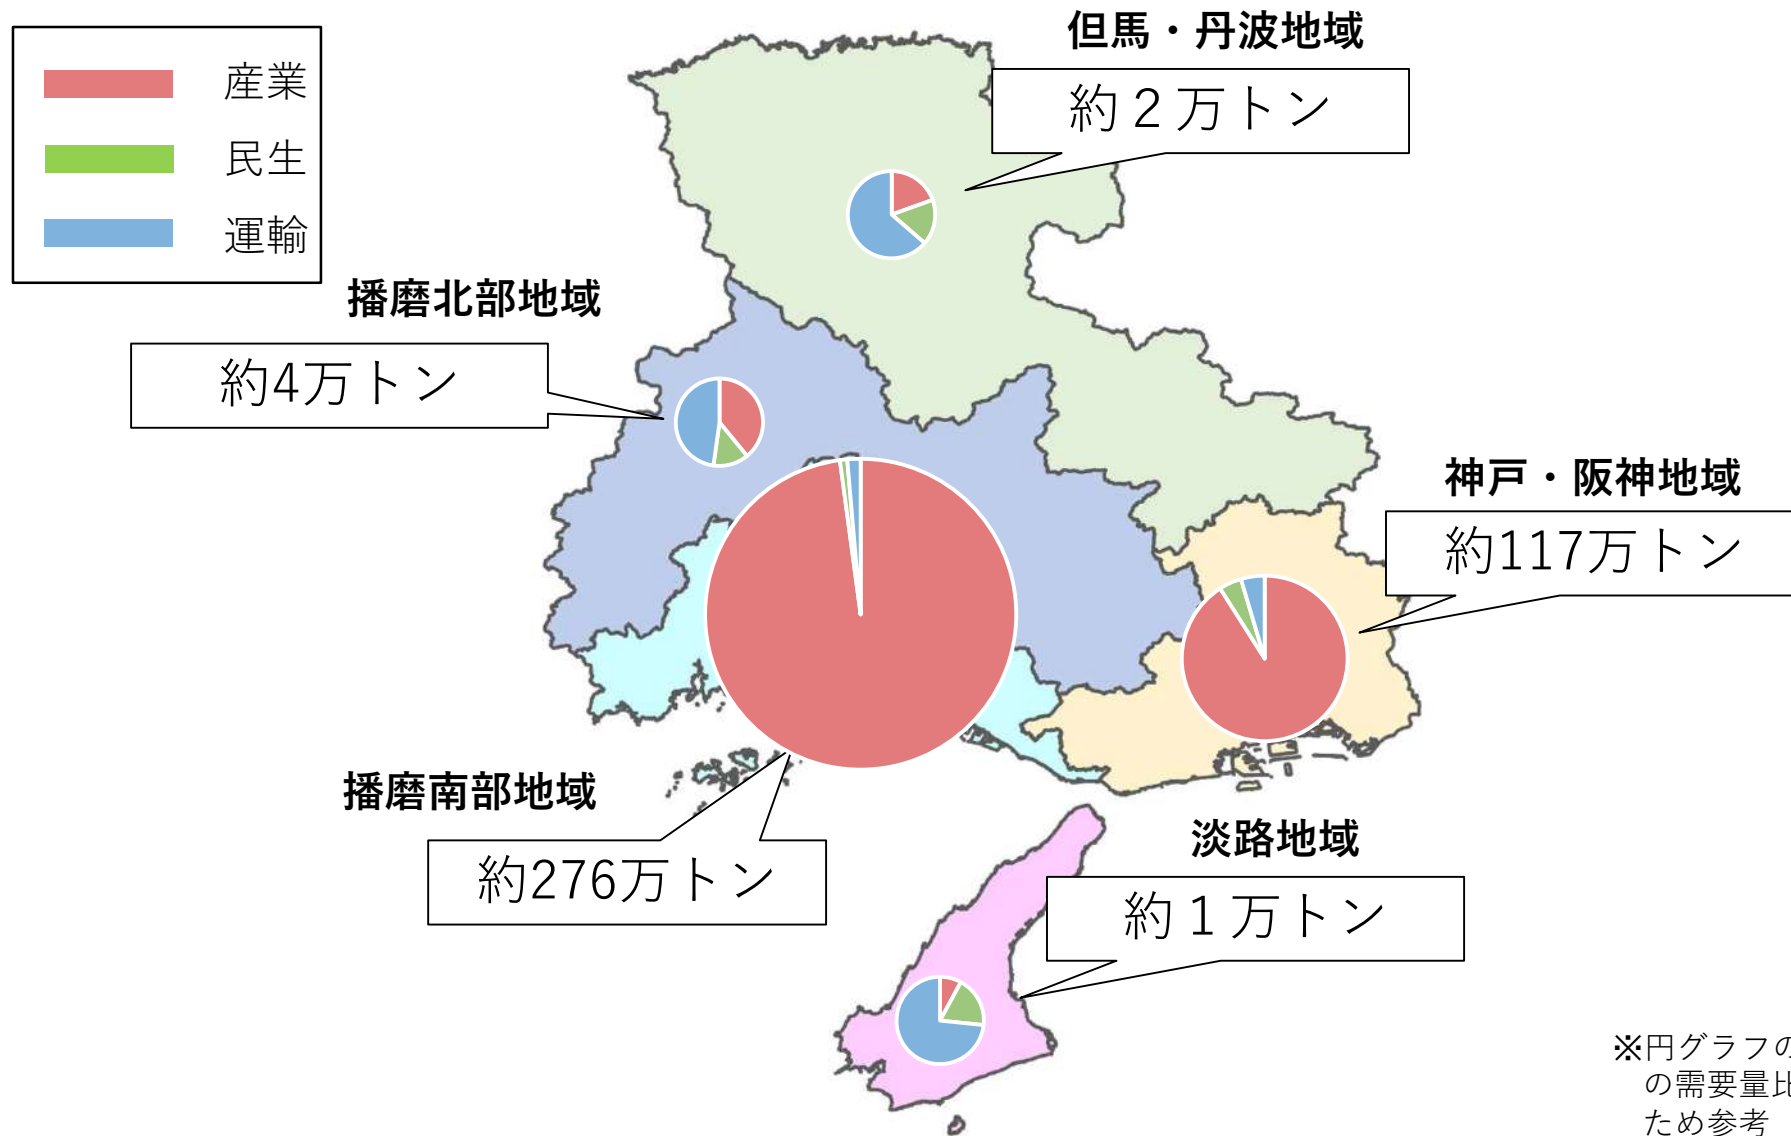 産業
民生
運輸
但馬・丹波地域
約２万トン
播磨北部地域
約4万トン
神戸・阪神地域
約117万トン
播磨南部地域
約276万トン
淡路地域
約１万トン
※円グラフの
の需要量比
ため参考